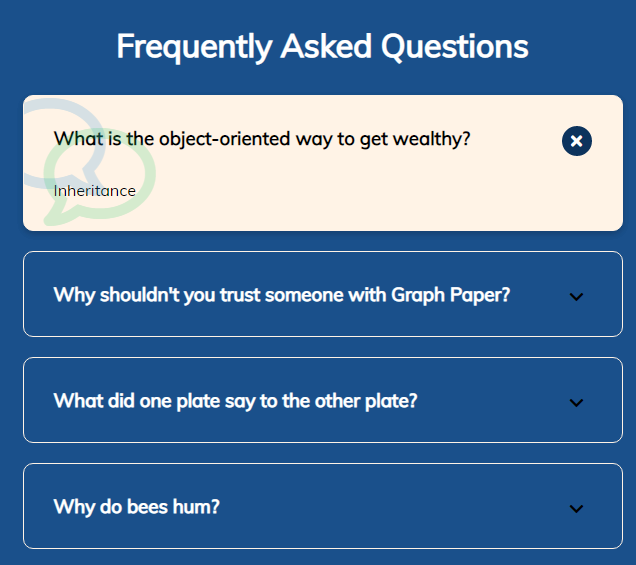 Frequently Asked Questions
What is the object-oriented way to get wealthy?
Inheritance
Why shouldn't you trust someone with Graph Paper?
What did one plate say to the other plate?
Why do bees hum?